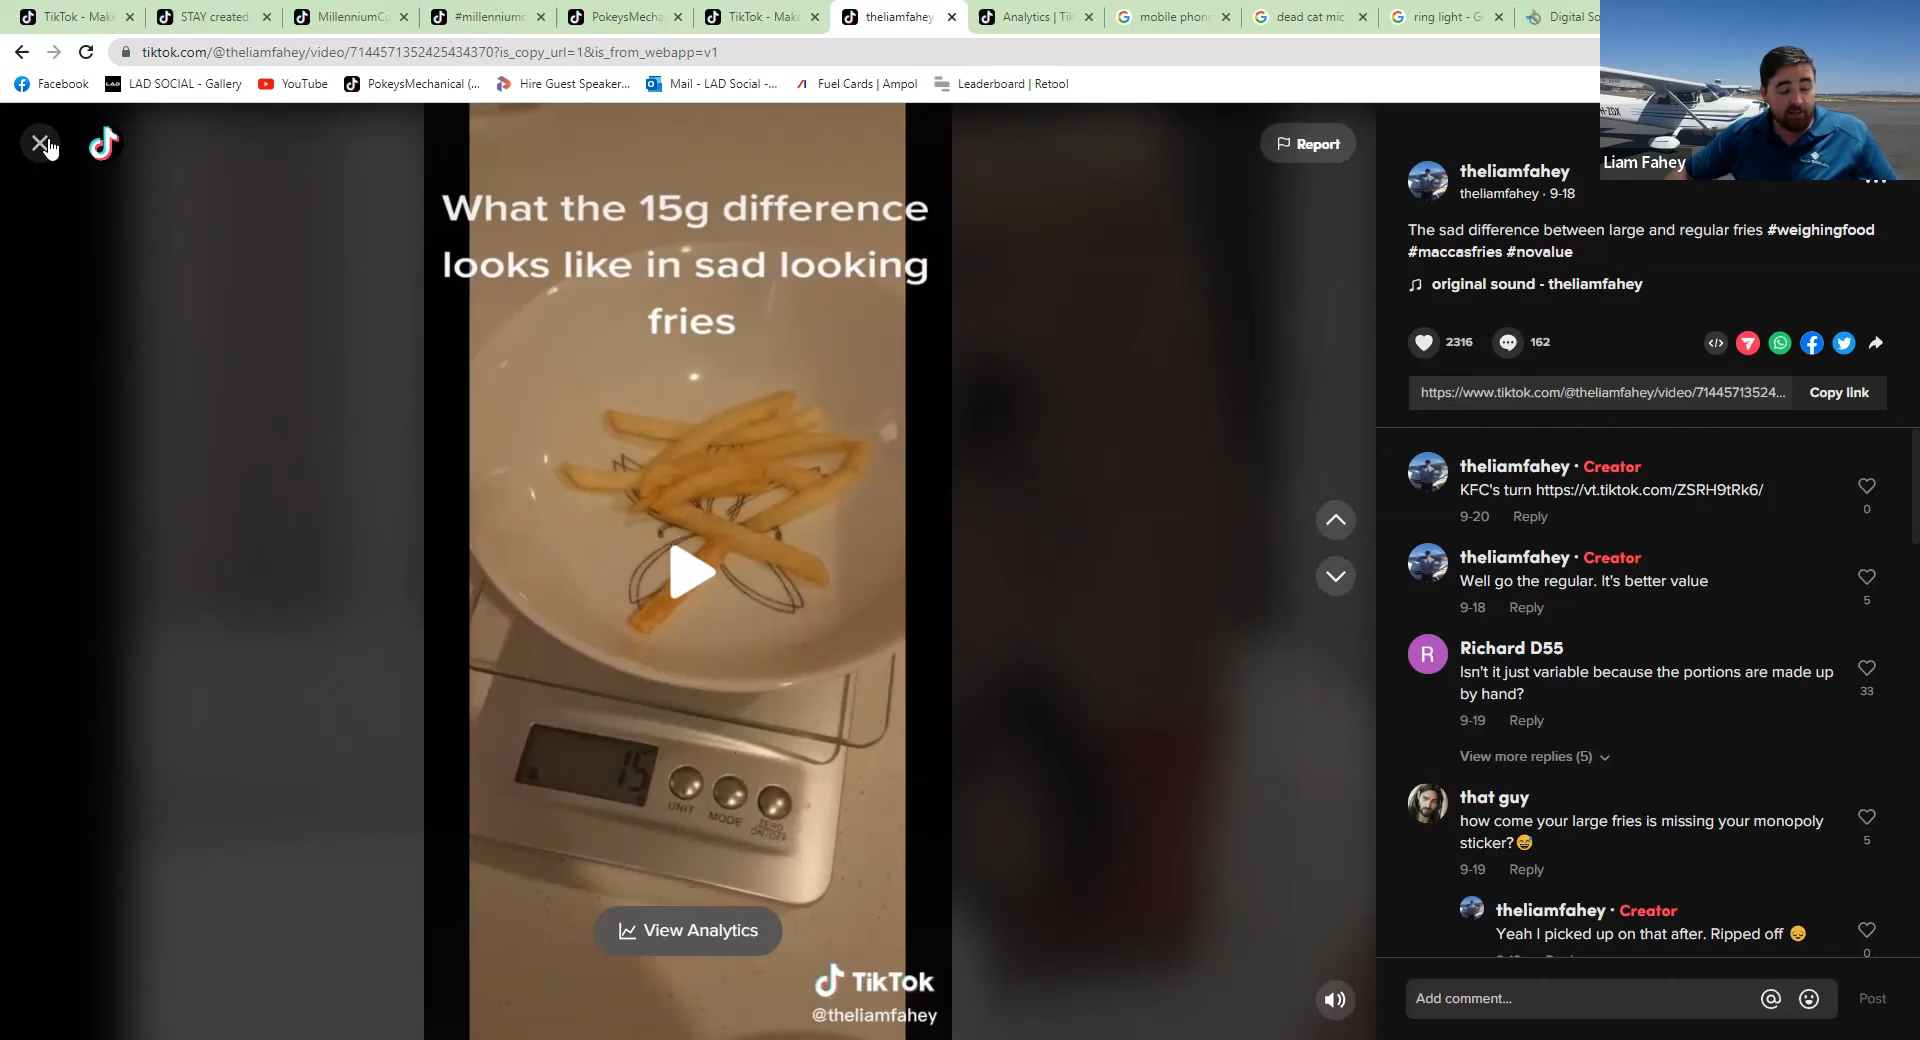 TikTok - Make
STAY created
MillenniumCo
#millenniumc
PokeysMecha
TikTok - Make
theliamfahey
Analytics | Tik
mobile phone
dead cat mic
ring light - G
Digital So
tiktok.com/@theliamfahey/video/7144571352425434370?is_copy_url=1&is_from_webapp=v1
Facebook
LAD SOCIAL - Gallery
YouTube
PokeysMechanical (...
Hire Guest Speaker...
Mail - LAD Social -...
Fuel Cards | Ampol
Leaderboard | Retool
Liam Fahey
Report
What the 15g difference
looks like in sad looking
fries
15
UNIT
MODE
ZERO
ON/OFF
View Analytics
TikTok
@theliamfahey
theliamfahey
theliamfahey · 9-18
The sad difference between large and regular fries #weighingfood
#maccasfries #novalue
original sound - theliamfahey
2316
162
https://www.tiktok.com/@theliamfahey/video/71445713524...
Copy link
theliamfahey · Creator
KFC's turn https://vt.tiktok.com/ZSRH9tRk6/
0
9-20 Reply
theliamfahey · Creator
Well go the regular. It's better value
5
9-18 Reply
R
Richard D55
Isn't it just variable because the portions are made up
by hand?
33
9-19 Reply
View more replies (5)
that guy
how come your large fries is missing your monopoly
sticker?😅
5
9-19 Reply
theliamfahey · Creator
Yeah I picked up on that after. Ripped off 😔
0
Add comment...
Post